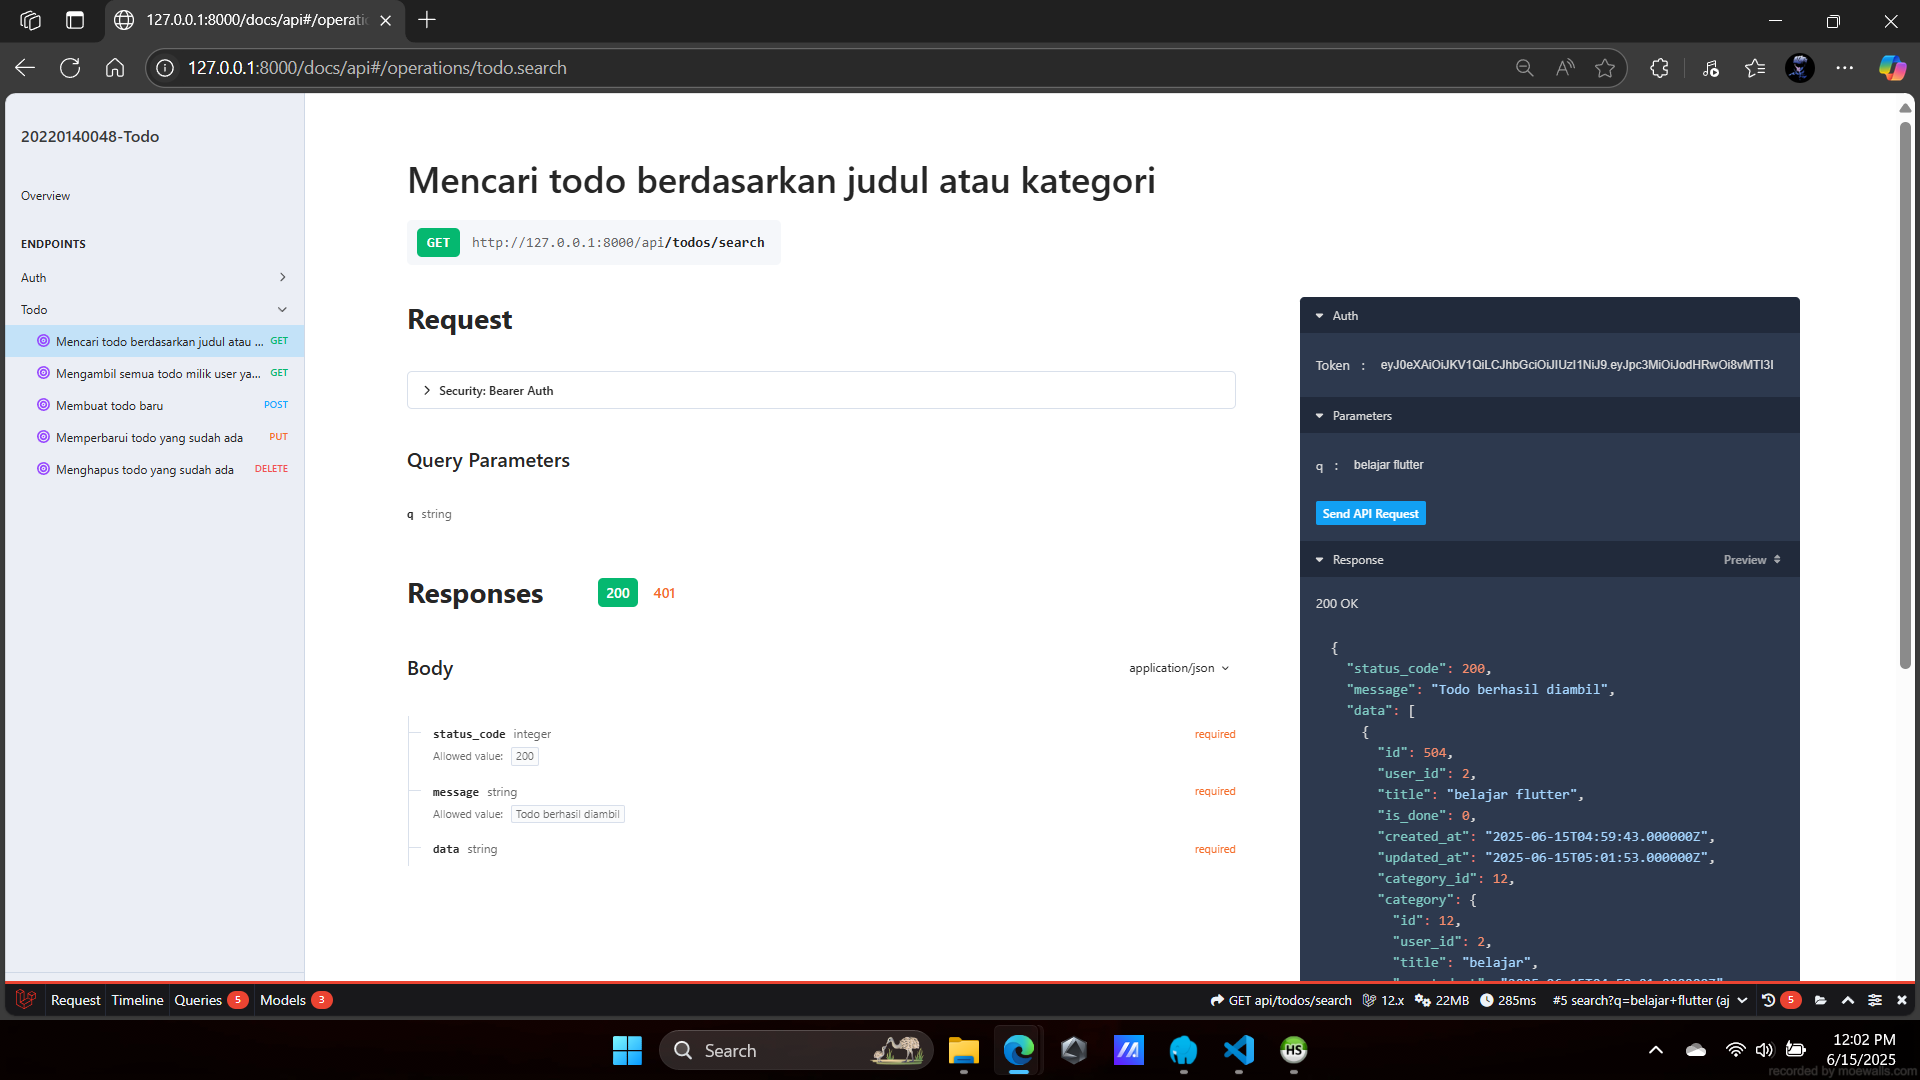 127.0.0.1:8000/docs/api#/operatio
127.0.0.1:8000/docs/api#/operations/todo.search
20220140048-Todo
Overview
ENDPOINTS
Auth
Todo
Mencari todo berdasarkan judul atau ... GET
Mengambil semua todo milik user ya... GET
Membuat todo baru POST
Memperbarui todo yang sudah ada PUT
Menghapus todo yang sudah ada DELETE
Mencari todo berdasarkan judul atau kategori
GET http://127.0.0.1:8000/api/todos/search
Request
Security: Bearer Auth
Query Parameters
q string
Responses 200 401
Body application/json
status_code integer required
Allowed value: 200
message string required
Allowed value: Todo berhasil diambil
data string required
Auth
Token : eyJ0eXAiOiJKV1QiLCJhbGciOiJIUzI1NiJ9.eyJpc3MiOiJodHRwOi8vMTI3I
Parameters
q : belajar flutter
Send API Request
Response Preview
200 OK
{
"status_code": 200,
"message": "Todo berhasil diambil",
"data": [
{
"id": 504,
"user_id": 2,
"title": "belajar flutter",
"is_done": 0,
"created_at": "2025-06-15T04:59:43.000000Z",
"updated_at": "2025-06-15T05:01:53.000000Z",
"category_id": 12,
"category": {
"id": 12,
"user_id": 2,
"title": "belajar",
Request Timeline Queries 5 Models 3
GET api/todos/search 12.x 22MB 285ms #5 search?q=belajar+flutter (aj 5
Search
HS
12:02 PM
6/15/2025
recorded by moewalls.com